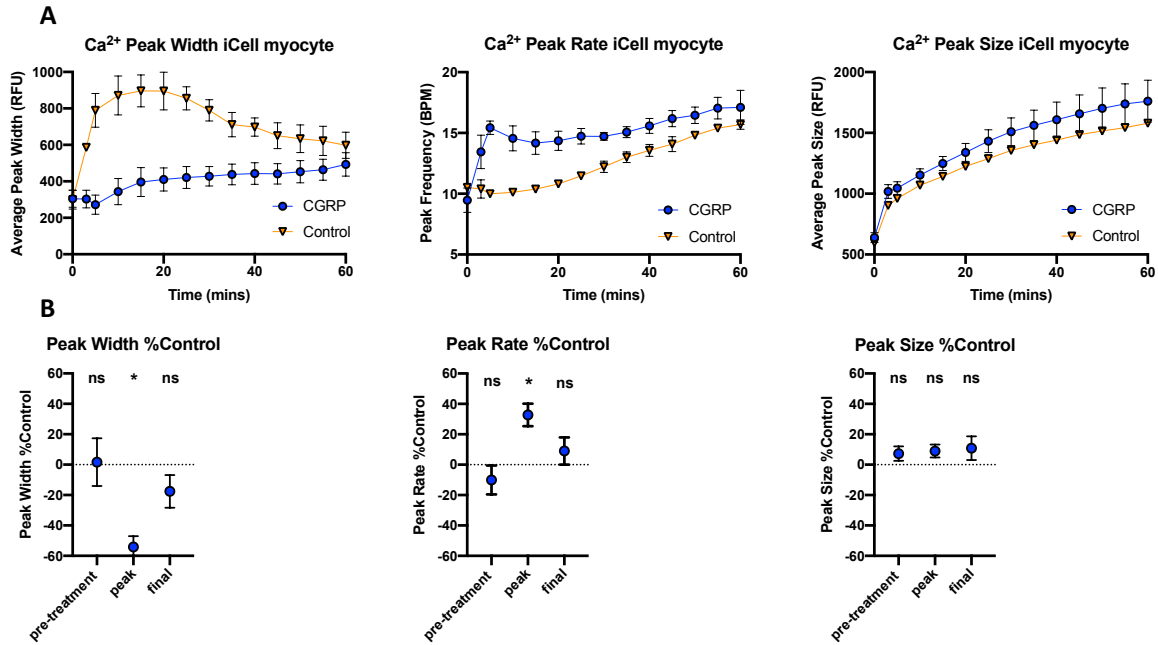 A
Ca2+ Peak Width iCell myocyte
Average Peak Width (RFU)
1000
800
600
400
200
0
0 20 40 60
Time (mins)
CGRP
Control
Ca2+ Peak Rate iCell myocyte
Peak Frequency (BPM)
20
15
10
5
0 20 40 60
Time (mins)
CGRP
Control
Ca2+ Peak Size iCell myocyte
Average Peak Size (RFU)
2000
1500
1000
500
0 20 40 60
Time (mins)
CGRP
Control
B
Peak Width %Control
Peak Width %Control
60
40
20
0
-20
-40
-60
ns * ns
pre-treatment
peak
final
Peak Rate %Control
Peak Rate %Control
60
40
20
0
-20
-40
-60
ns * ns
pre-treatment
peak
final
Peak Size %Control
Peak Size %Control
60
40
20
0
-20
-40
-60
ns ns ns
pre-treatment
peak
final